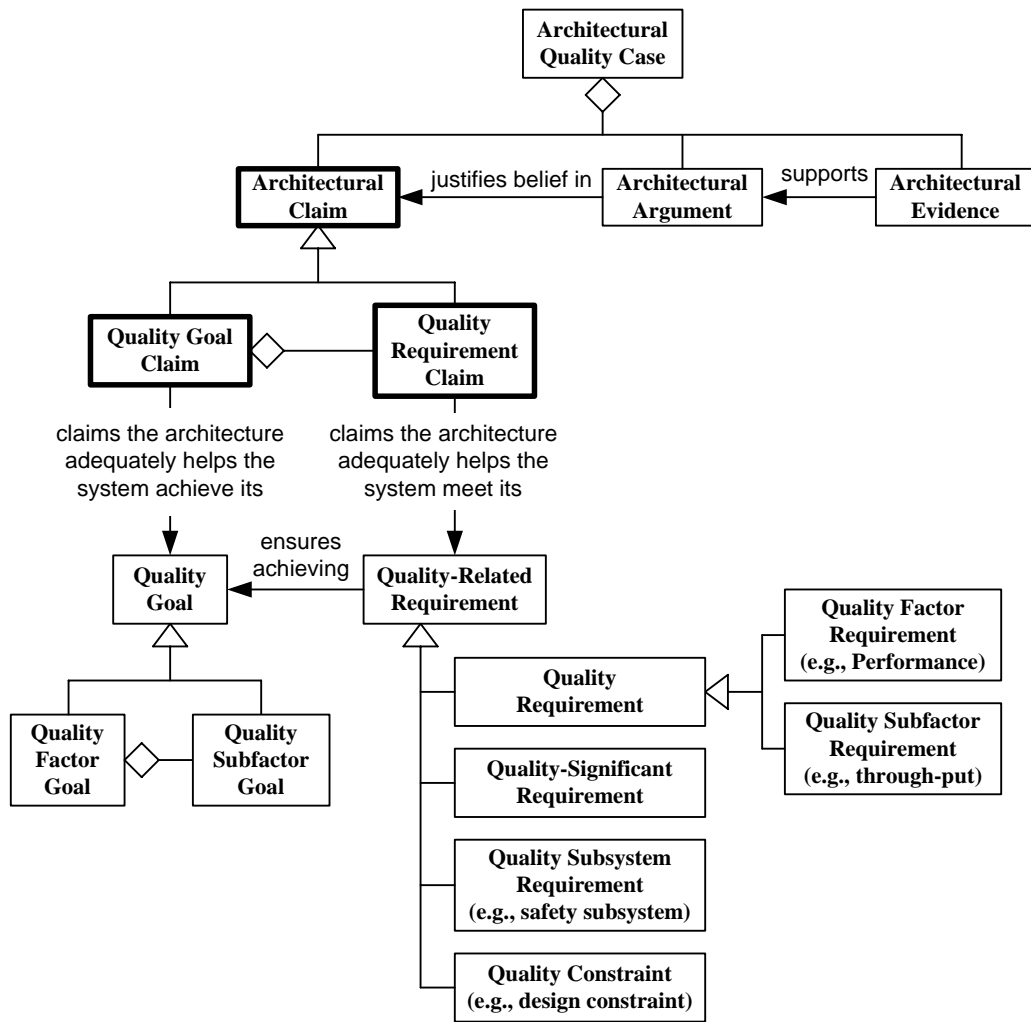 Architectural
Quality Case
Architectural
Claim
justifies belief in
Architectural
Argument
supports
Architectural
Evidence
Quality Goal
Claim
Quality
Requirement
Claim
claims the architecture
adequately helps the
system achieve its
claims the architecture
adequately helps the
system meet its
Quality
Goal
ensures
achieving
Quality-Related
Requirement
Quality
Factor
Goal
Quality
Subfactor
Goal
Quality
Requirement
Quality Factor
Requirement
(e.g., Performance)
Quality Subfactor
Requirement
(e.g., through-put)
Quality-Significant
Requirement
Quality Subsystem
Requirement
(e.g., safety subsystem)
Quality Constraint
(e.g., design constraint)